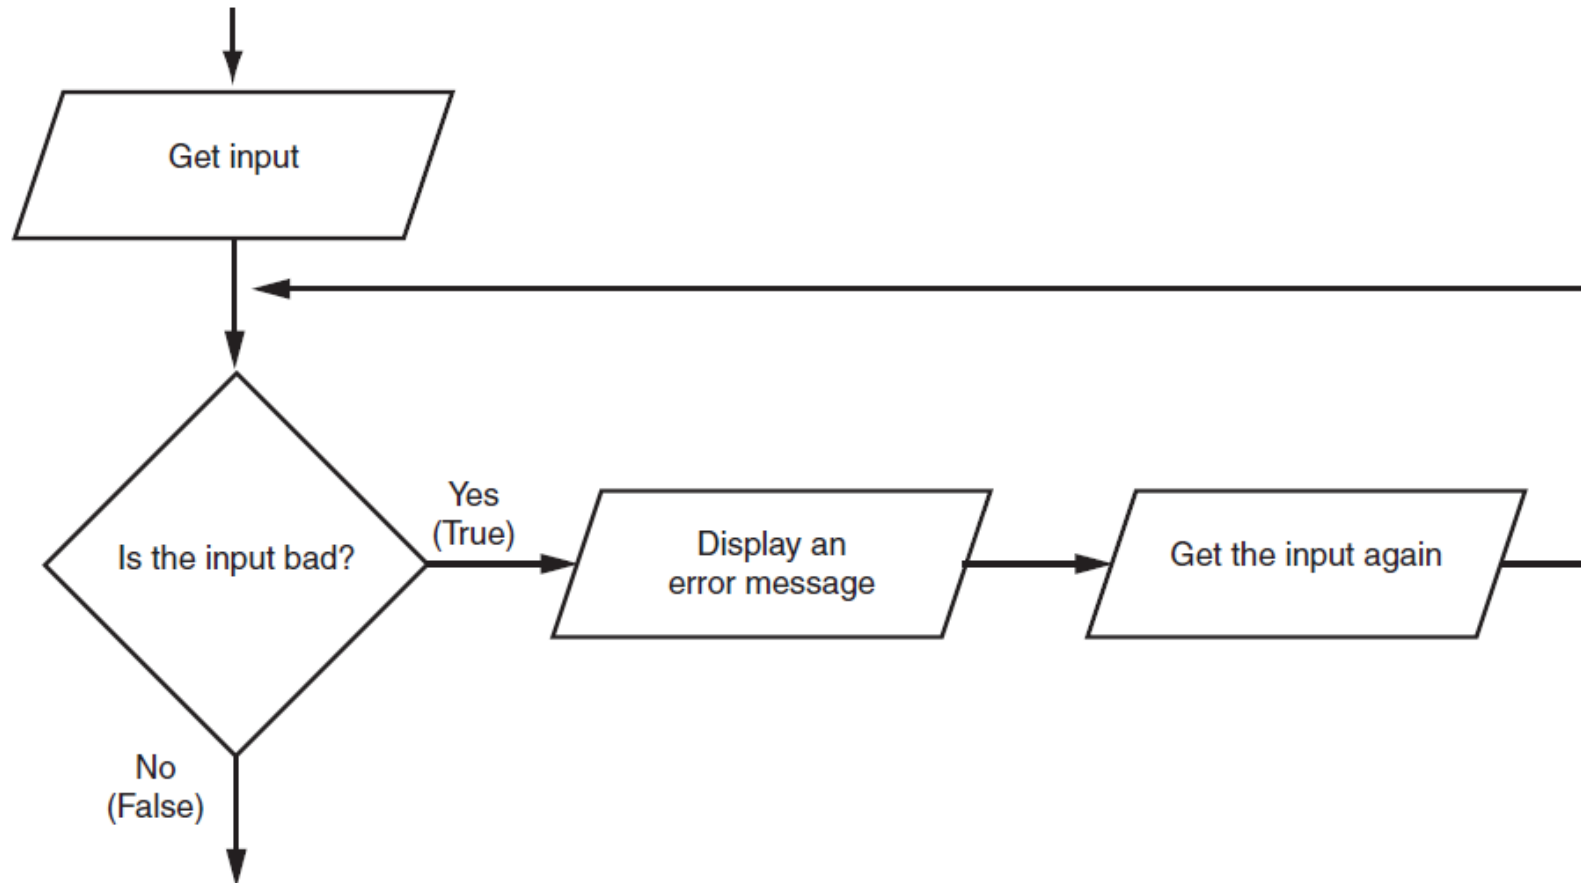 Get input
Is the input bad?
Yes
(True)
Display an
error message
Get the input again
No
(False)